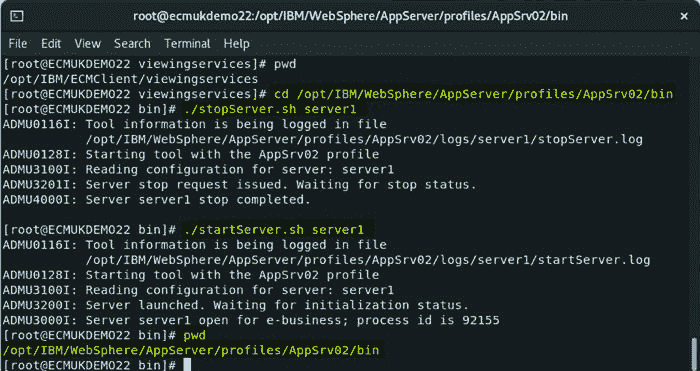 root@ecmukdemo22:/opt/IBM/WebSphere/AppServer/profiles/AppSrv02/bin
File Edit View Search Terminal Help
[root@ECMUKDEMO22 viewingservices]# pwd
/opt/IBM/ECMClient/viewingservices
[root@ECMUKDEMO22 viewingservices]# cd /opt/IBM/WebSphere/AppServer/profiles/AppSrv02/bin
[root@ECMUKDEMO22 bin]# ./stopServer.sh server1
ADMU0116I: Tool information is being logged in file
/opt/IBM/WebSphere/AppServer/profiles/AppSrv02/logs/server1/stopServer.log
ADMU0128I: Starting tool with the AppSrv02 profile
ADMU3100I: Reading configuration for server: server1
ADMU3201I: Server stop request issued. Waiting for stop status.
ADMU4000I: Server server1 stop completed.
[root@ECMUKDEMO22 bin]# ./startServer.sh server1
ADMU0116I: Tool information is being logged in file
/opt/IBM/WebSphere/AppServer/profiles/AppSrv02/logs/server1/startServer.log
ADMU0128I: Starting tool with the AppSrv02 profile
ADMU3100I: Reading configuration for server: server1
ADMU3200I: Server launched. Waiting for initialization status.
ADMU3000I: Server server1 open for e-business; process id is 92155
[root@ECMUKDEMO22 bin]# pwd
/opt/IBM/WebSphere/AppServer/profiles/AppSrv02/bin
[root@ECMUKDEMO22 bin]#